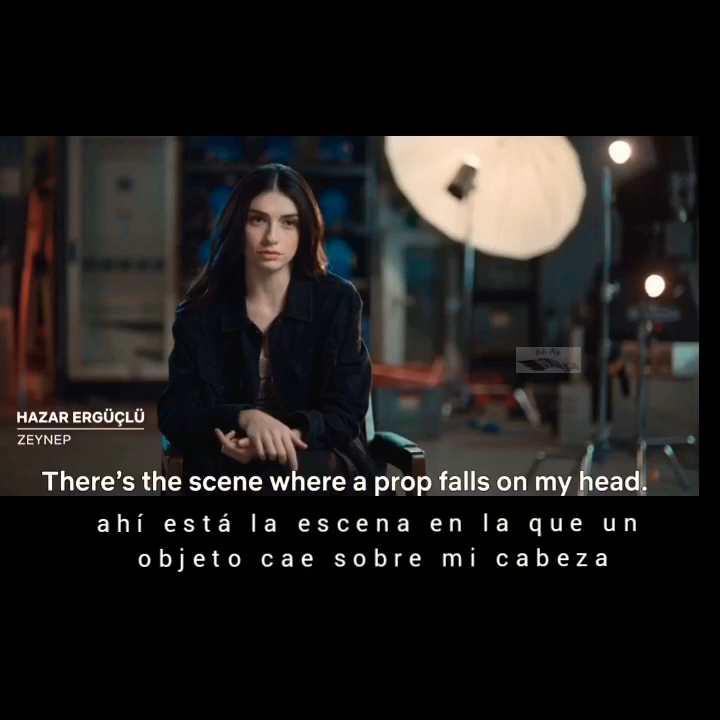 HAZAR ERGÜÇLÜ
ZEYNEP
There's the scene where a prop falls on my head.
ahí está la escena en la que un
objeto cae sobre mi cabeza